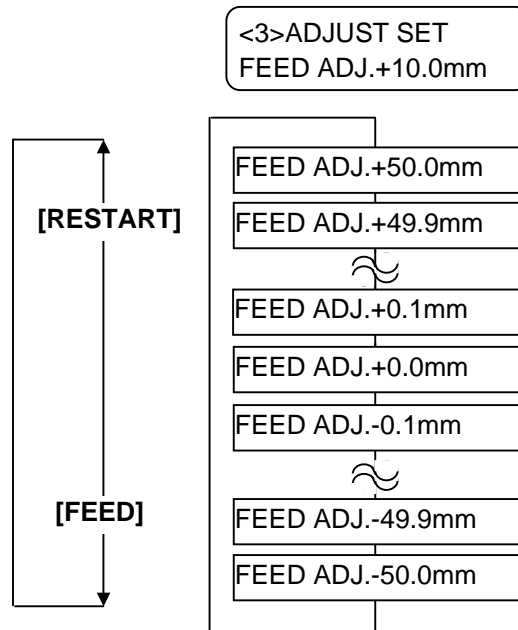 <3>ADJUST SET
FEED ADJ.+10.0mm
FEED ADJ.+50.0mm
[RESTART]
FEED ADJ.+49.9mm
FEED ADJ.+0.1mm
FEED ADJ.+0.0mm
FEED ADJ.-0.1mm
[FEED]
FEED ADJ.-49.9mm
FEED ADJ.-50.0mm